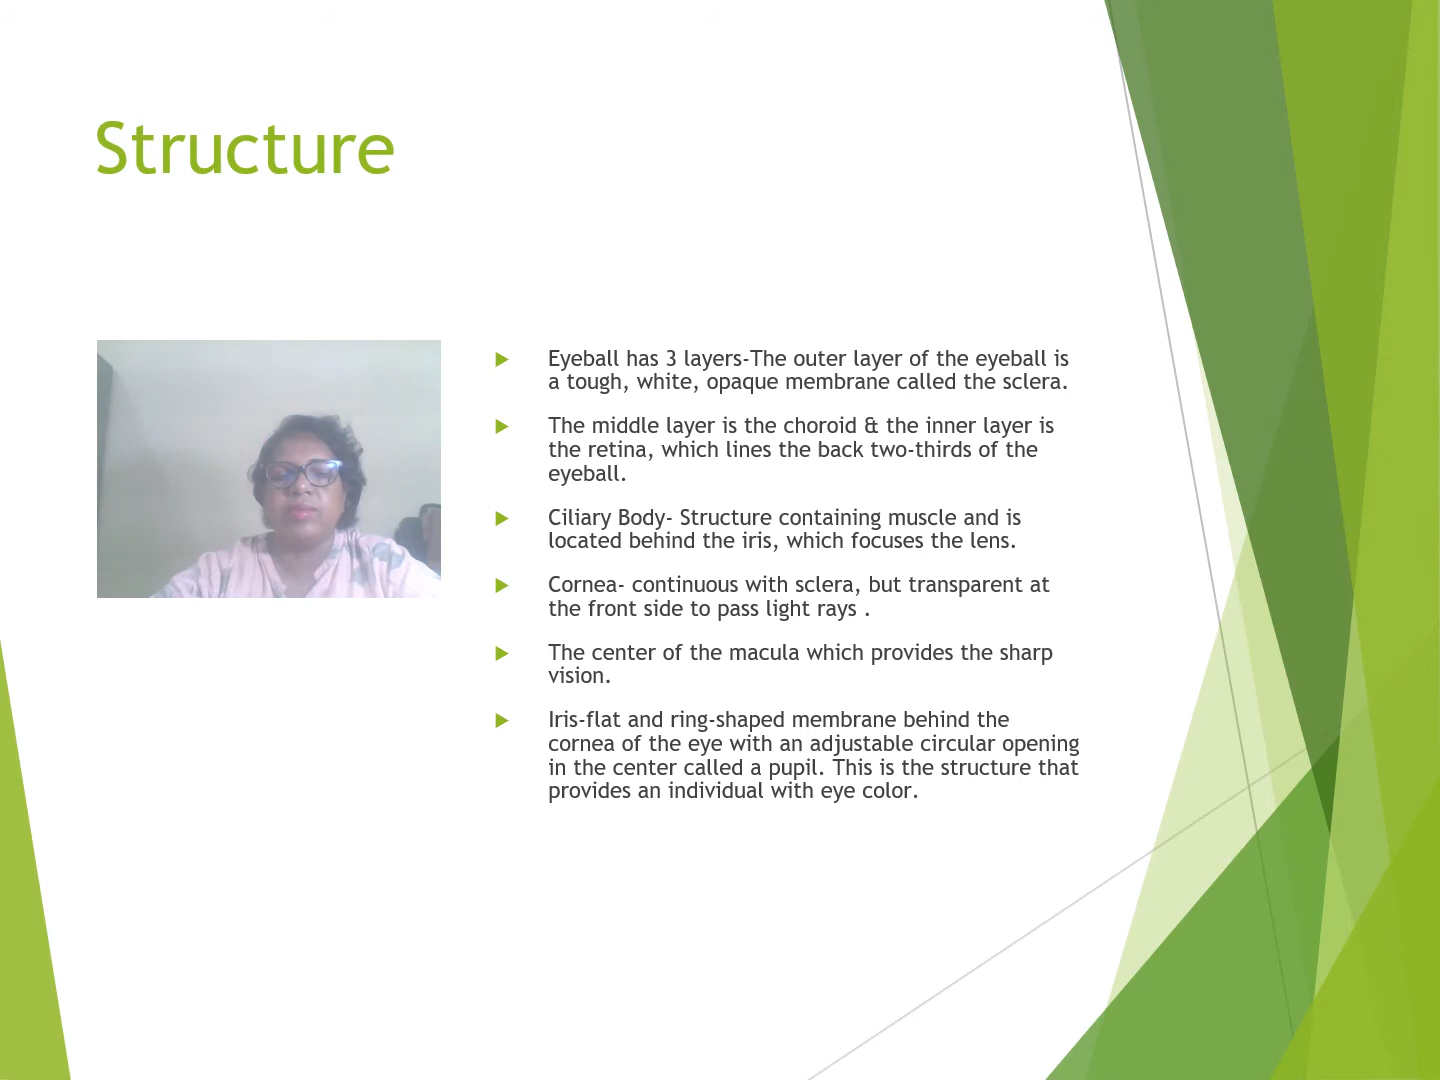 Structure
Eyeball has 3 layers-The outer layer of the eyeball is
a tough, white, opaque membrane called the sclera.
The middle layer is the choroid & the inner layer is
the retina, which lines the back two-thirds of the
eyeball.
Ciliary Body- Structure containing muscle and is
located behind the iris, which focuses the lens.
Cornea- continuous with sclera, but transparent at
the front side to pass light rays .
The center of the macula which provides the sharp
vision.
Iris-flat and ring-shaped membrane behind the
cornea of the eye with an adjustable circular opening
in the center called a pupil. This is the structure that
provides an individual with eye color.